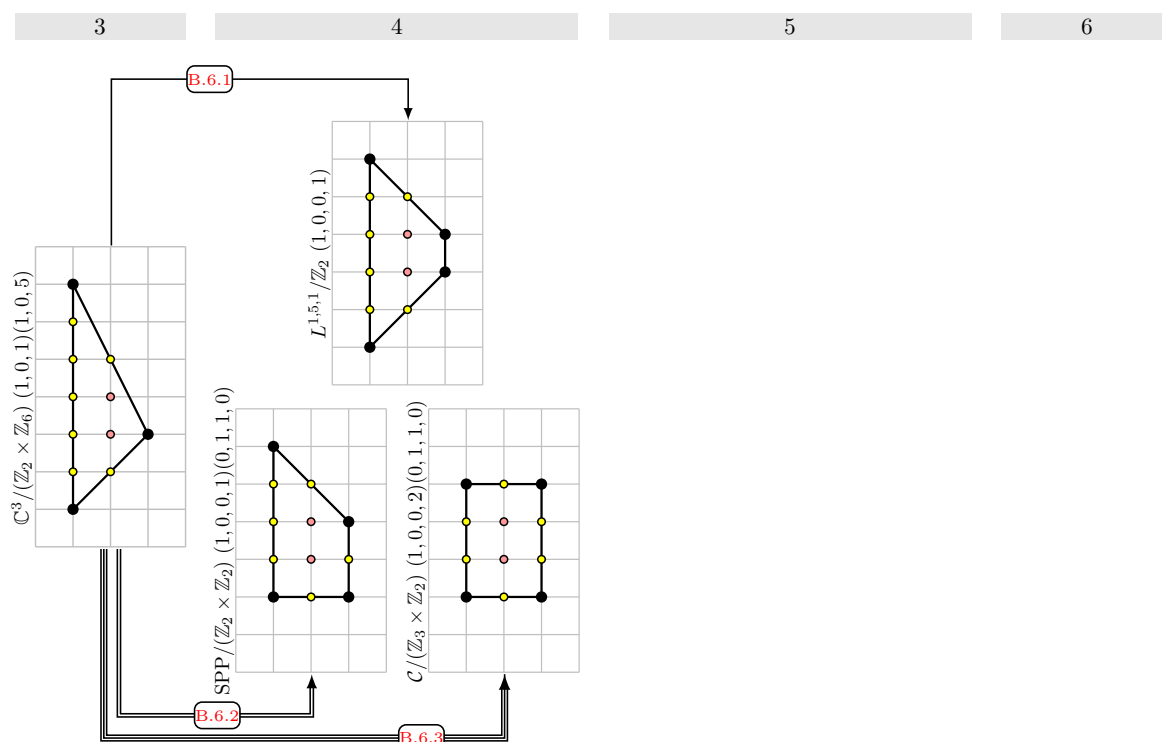 3 4 5 6
B.6.1
L^{1,5,1}/ℤ_2 (1,0,0,1)
ℂ^3/(ℤ_2 × ℤ_6) (1,0,1)(1,0,5)
SPP/(ℤ_2 × ℤ_2) (1,0,0,1)(0,1,1,0)
𝒞/(ℤ_3 × ℤ_2) (1,0,0,2)(0,1,1,0)
B.6.2
B.6.3